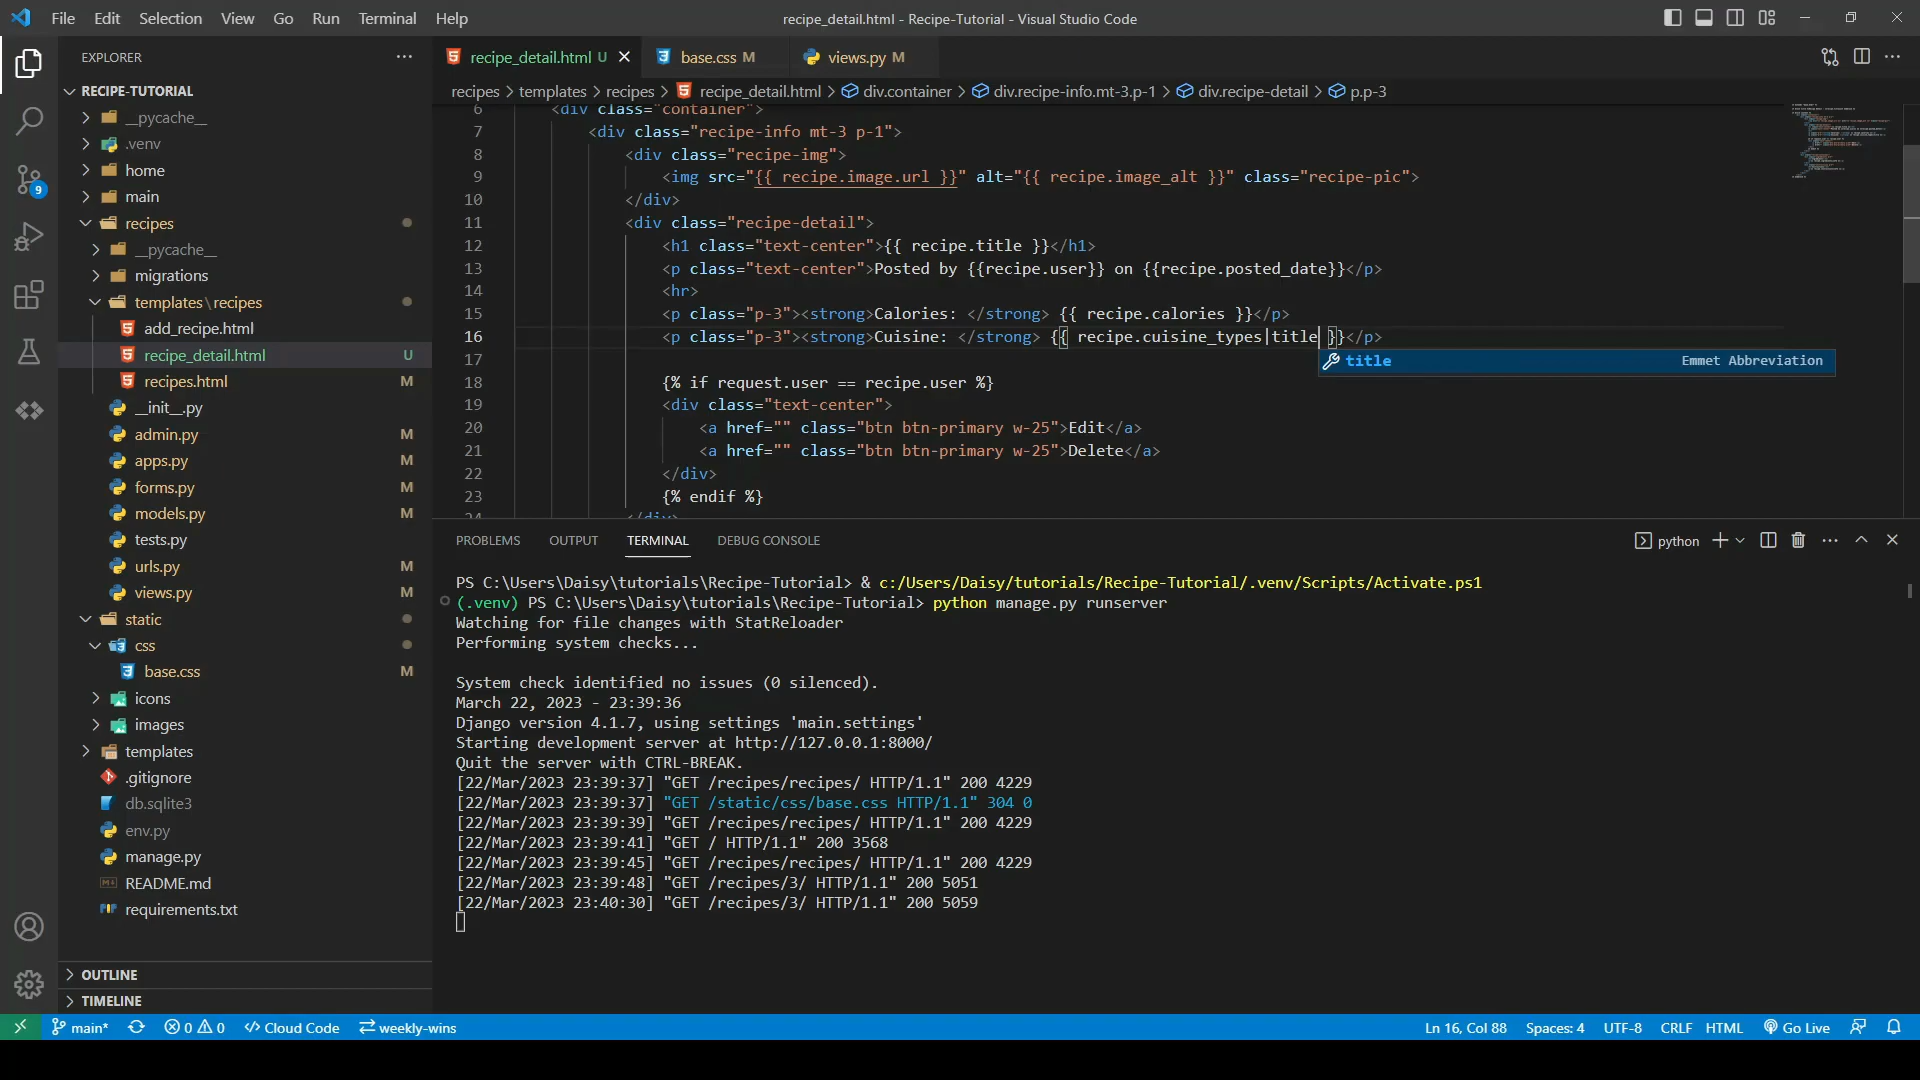 File Edit Selection View Go Run Terminal Help
recipe_detail.html - Recipe-Tutorial - Visual Studio Code
EXPLORER
recipe_detail.html U
base.css M
views.py M
recipes > templates > recipes > recipe_detail.html > div.container > div.recipe-info.mt-3.p-1 > div.recipe-detail > p.p-3
RECIPE-TUTORIAL
__pycache__
.venv
home
main
recipes
__pycache__
migrations
templates\recipes
add_recipe.html
recipe_detail.html U
recipes.html M
__init__.py
admin.py M
apps.py M
forms.py M
models.py M
tests.py
urls.py M
views.py M
static
css
base.css M
icons
images
templates
.gitignore
db.sqlite3
env.py
manage.py
README.md
requirements.txt
OUTLINE
TIMELINE
9
6 <div class="container">
7 <div class="recipe-info mt-3 p-1">
8 <div class="recipe-img">
9 <img src="{{ recipe.image.url }}" alt="{{ recipe.image_alt }}" class="recipe-pic">
10 </div>
11 <div class="recipe-detail">
12 <h1 class="text-center">{{ recipe.title }}</h1>
13 <p class="text-center">Posted by {{recipe.user}} on {{recipe.posted_date}}</p>
14 <hr>
15 <p class="p-3"><strong>Calories: </strong> {{ recipe.calories }}</p>
16 <p class="p-3"><strong>Cuisine: </strong> {{ recipe.cuisine_types|title }}</p>
title Emmet Abbreviation
17
18 {% if request.user == recipe.user %}
19 <div class="text-center">
20 <a href="" class="btn btn-primary w-25">Edit</a>
21 <a href="" class="btn btn-primary w-25">Delete</a>
22 </div>
23 {% endif %}
24 </div>
PROBLEMS OUTPUT TERMINAL DEBUG CONSOLE
python
PS C:\Users\Daisy\tutorials\Recipe-Tutorial> & c:/Users/Daisy/tutorials/Recipe-Tutorial/.venv/Scripts/Activate.ps1
(.venv) PS C:\Users\Daisy\tutorials\Recipe-Tutorial> python manage.py runserver
Watching for file changes with StatReloader
Performing system checks...
System check identified no issues (0 silenced).
March 22, 2023 - 23:39:36
Django version 4.1.7, using settings 'main.settings'
Starting development server at http://127.0.0.1:8000/
Quit the server with CTRL-BREAK.
[22/Mar/2023 23:39:37] "GET /recipes/recipes/ HTTP/1.1" 200 4229
[22/Mar/2023 23:39:37] "GET /static/css/base.css HTTP/1.1" 304 0
[22/Mar/2023 23:39:39] "GET /recipes/recipes/ HTTP/1.1" 200 4229
[22/Mar/2023 23:39:41] "GET / HTTP/1.1" 200 3568
[22/Mar/2023 23:39:45] "GET /recipes/recipes/ HTTP/1.1" 200 4229
[22/Mar/2023 23:39:48] "GET /recipes/3/ HTTP/1.1" 200 5051
[22/Mar/2023 23:40:30] "GET /recipes/3/ HTTP/1.1" 200 5059
main* 0 0 Cloud Code weekly-wins
Ln 16, Col 88 Spaces: 4 UTF-8 CRLF HTML Go Live